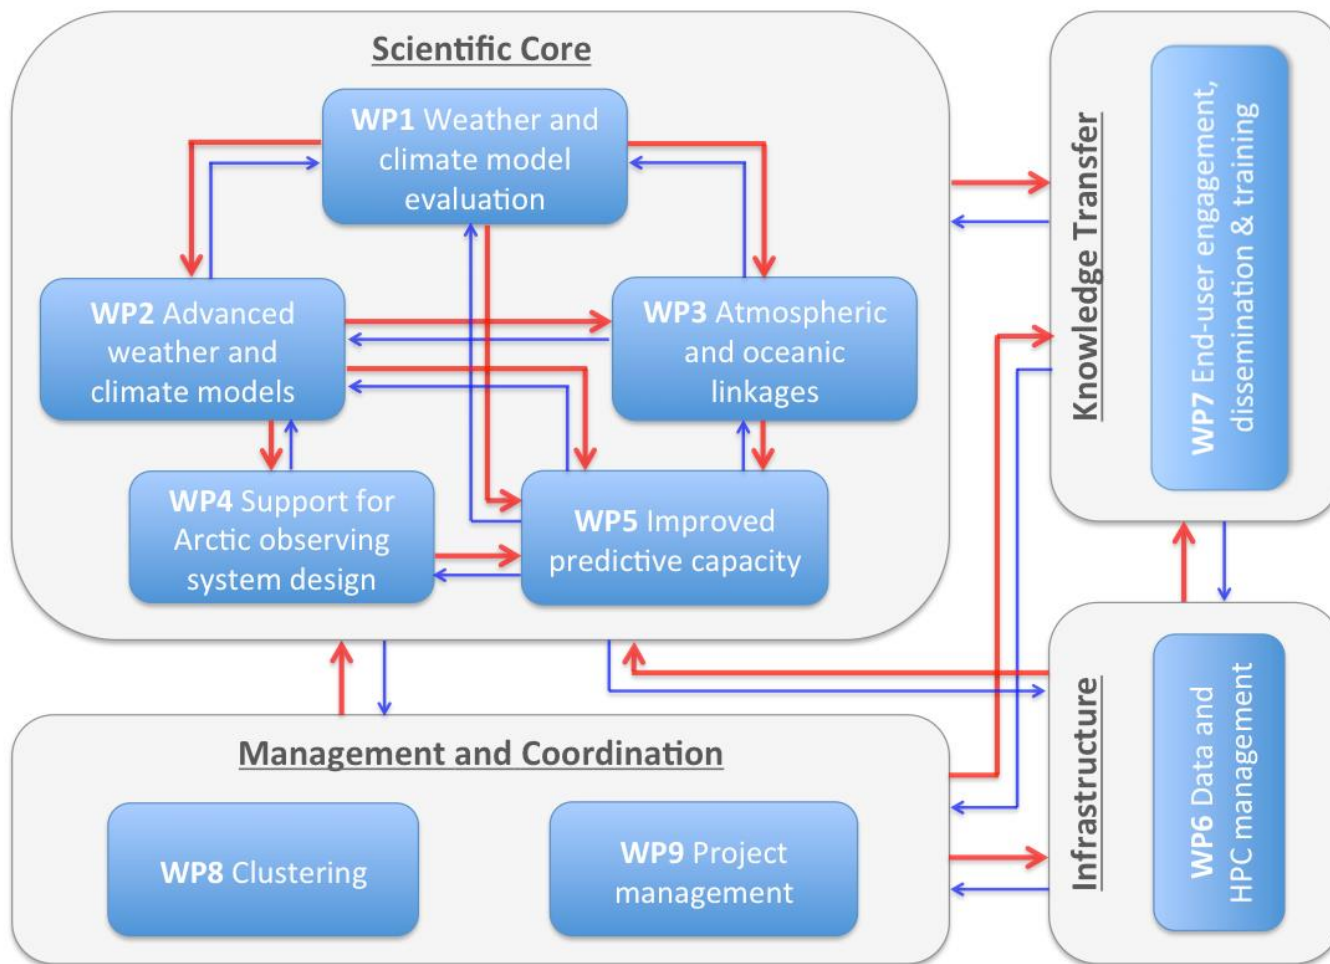 Scientific Core
WP1 Weather and
climate model
evaluation
WP2 Advanced
weather and
climate models
WP3 Atmospheric
and oceanic
linkages
WP4 Support for
Arctic observing
system design
WP5 Improved
predictive capacity
Knowledge Transfer
WP7 End-user engagement,
dissemination & training
Management and Coordination
WP8 Clustering
WP9 Project
management
Infrastructure
WP6 Data and
HPC management